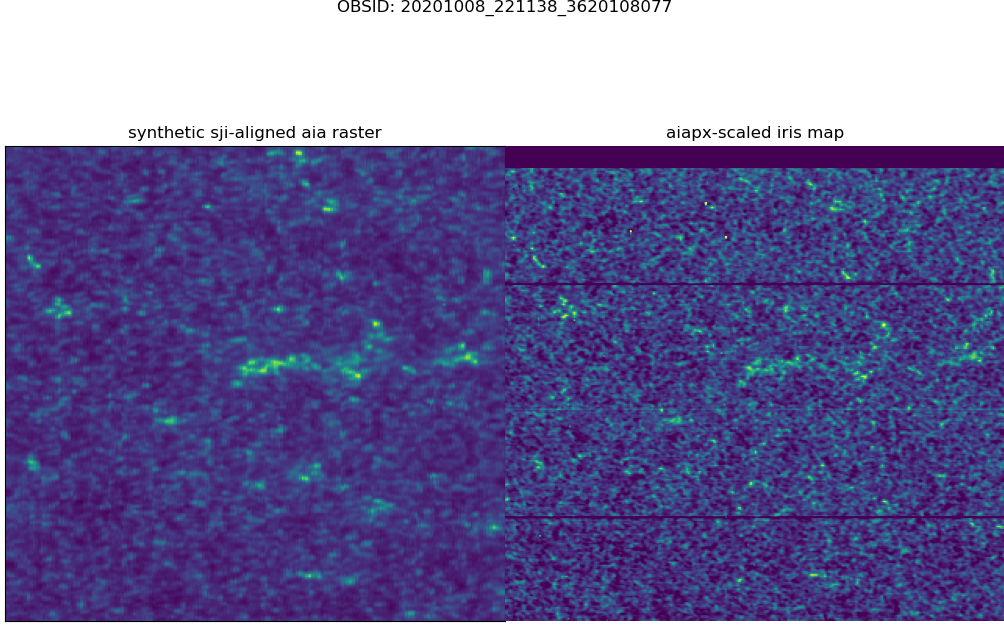 OBSID: 20201008_221138_3620108077
synthetic sji-aligned aia raster
aiapx-scaled iris map